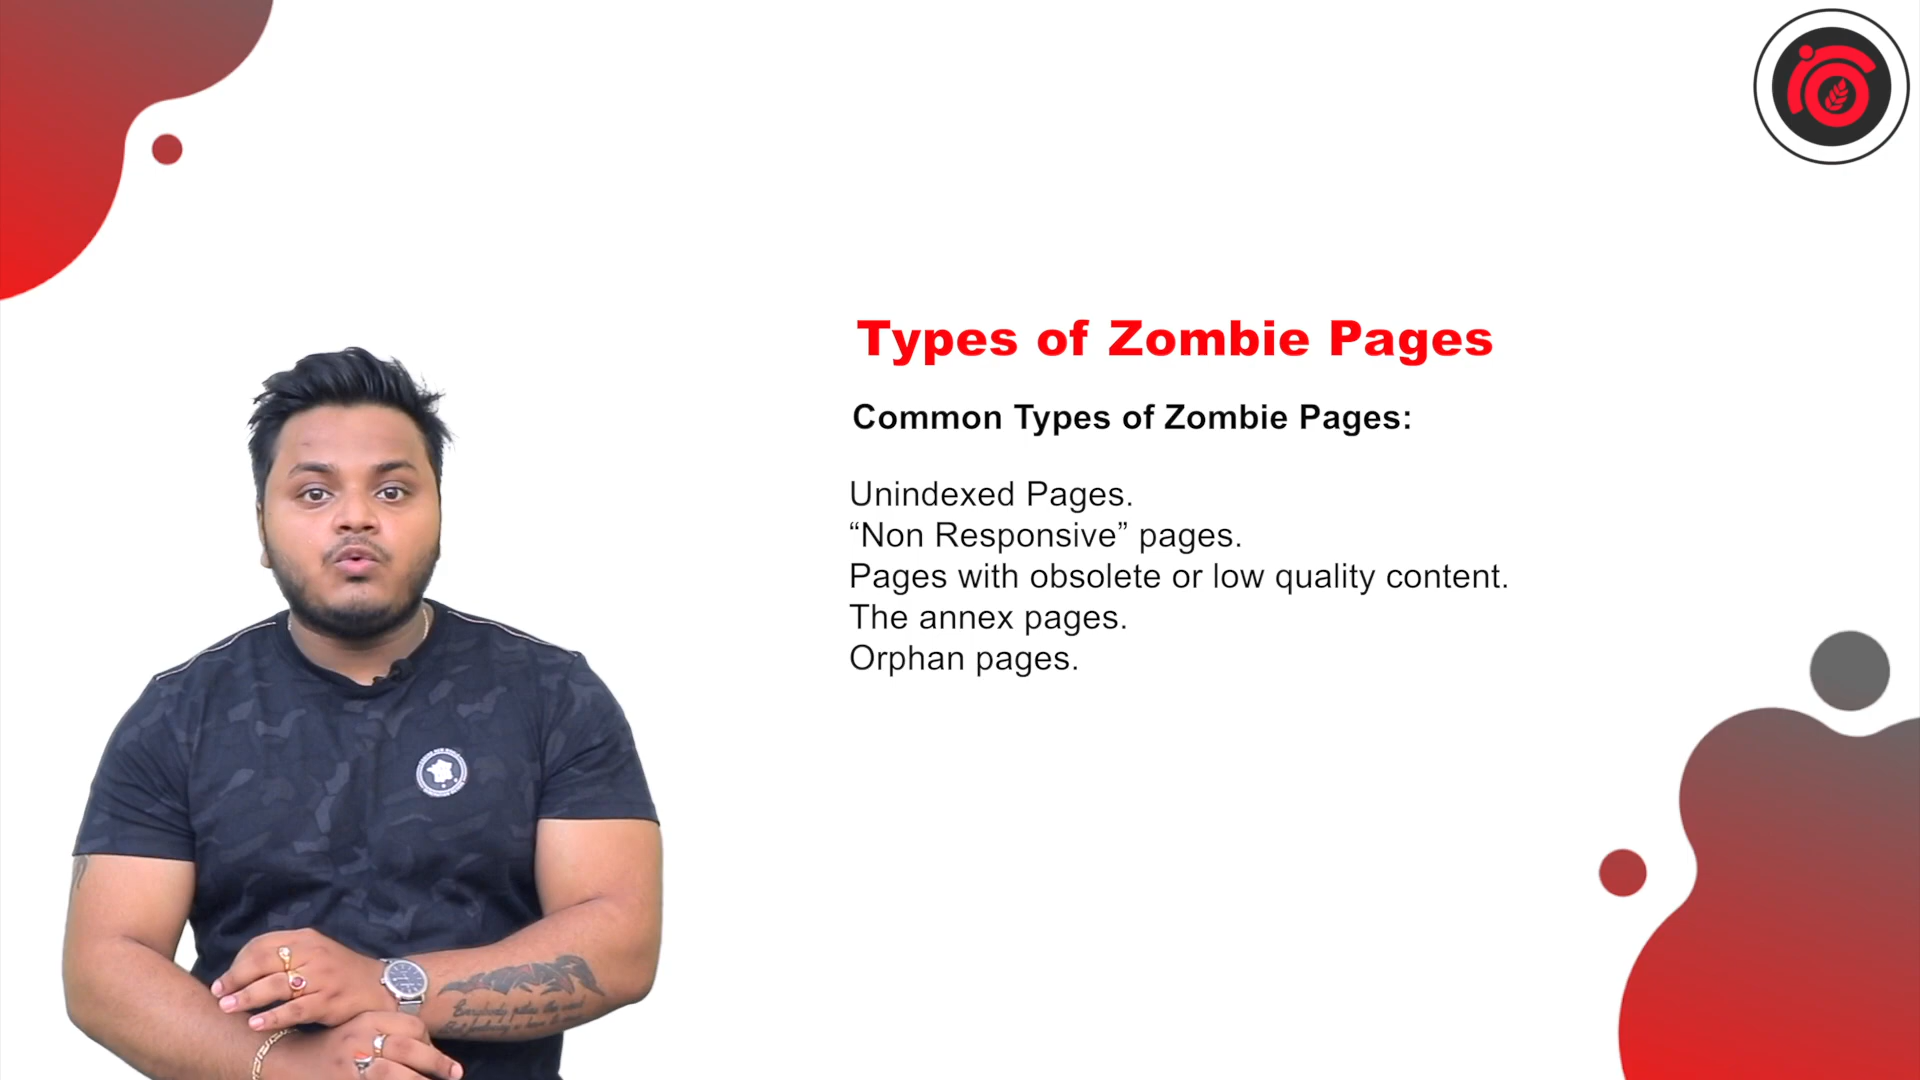 Types of Zombie Pages
Common Types of Zombie Pages:
Unindexed Pages.
“Non Responsive” pages.
Pages with obsolete or low quality content.
The annex pages.
Orphan pages.
Everybody